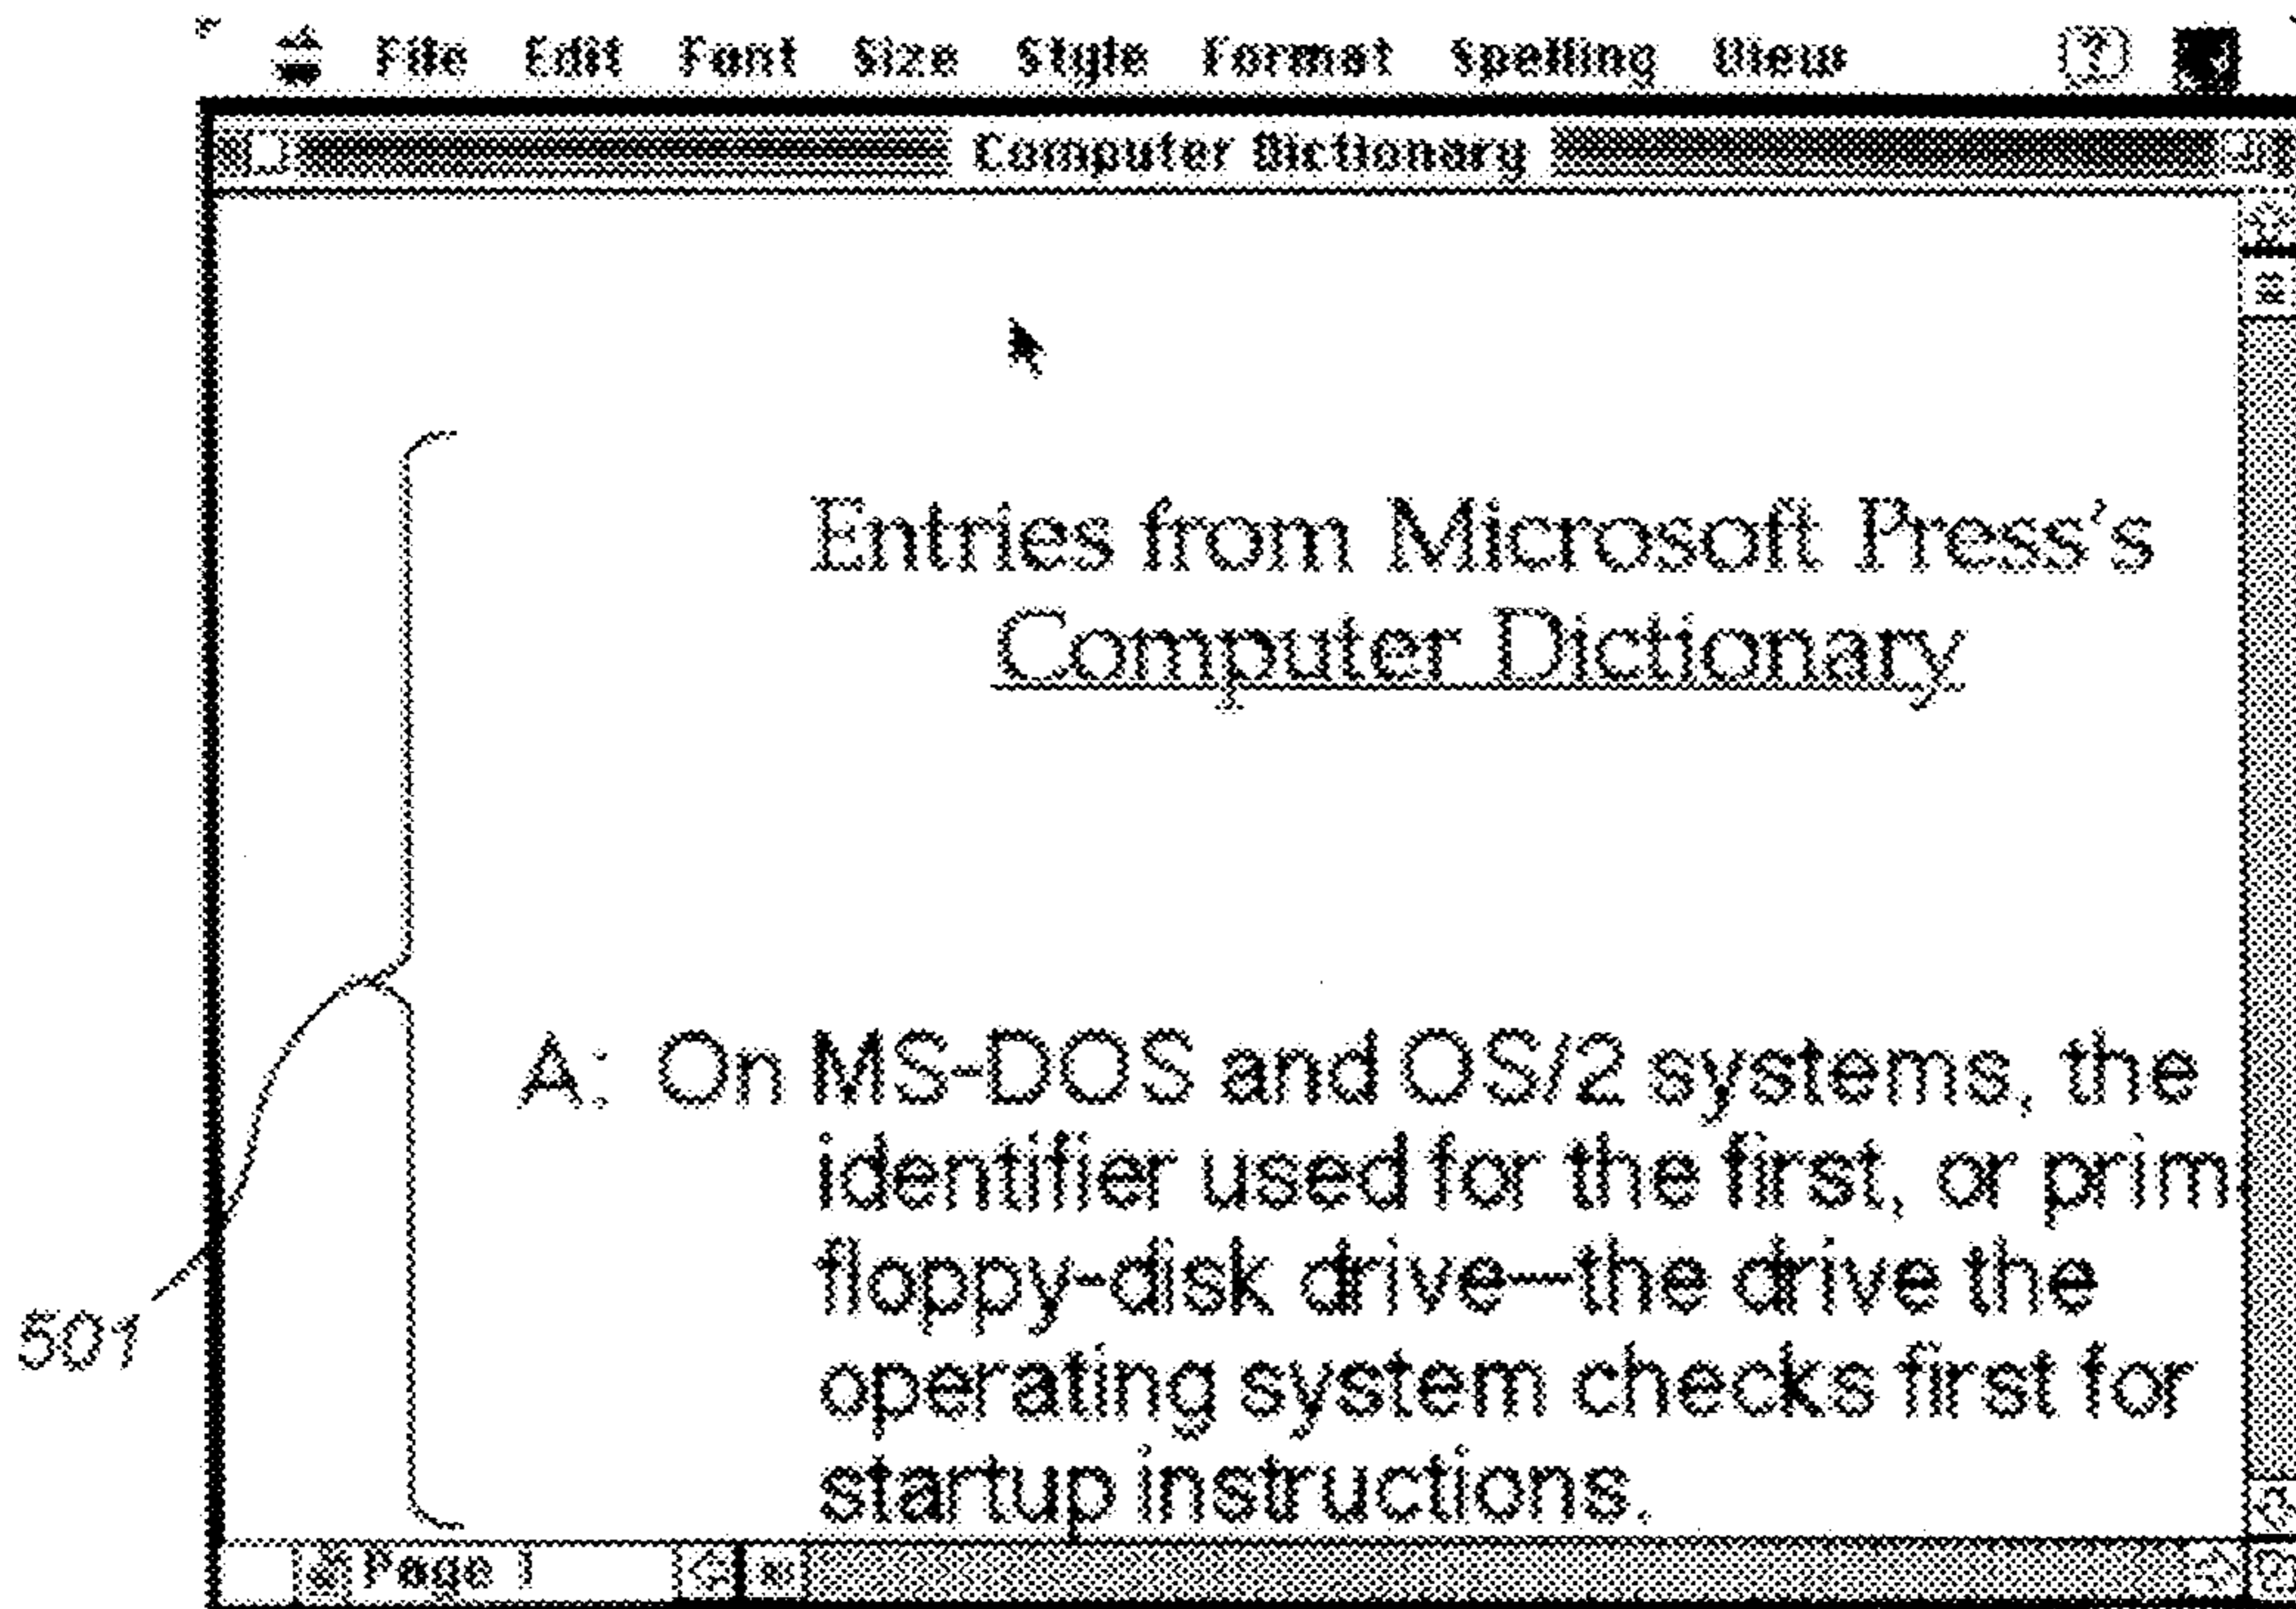 File Edit Font Size Style Format Spelling View ?
Computer Dictionary
Entries from Microsoft Press's
Computer Dictionary
A: On MS-DOS and OS/2 systems, the
identifier used for the first, or prim
floppy-disk drive—the drive the
operating system checks first for
startup instructions.
501
Page 1